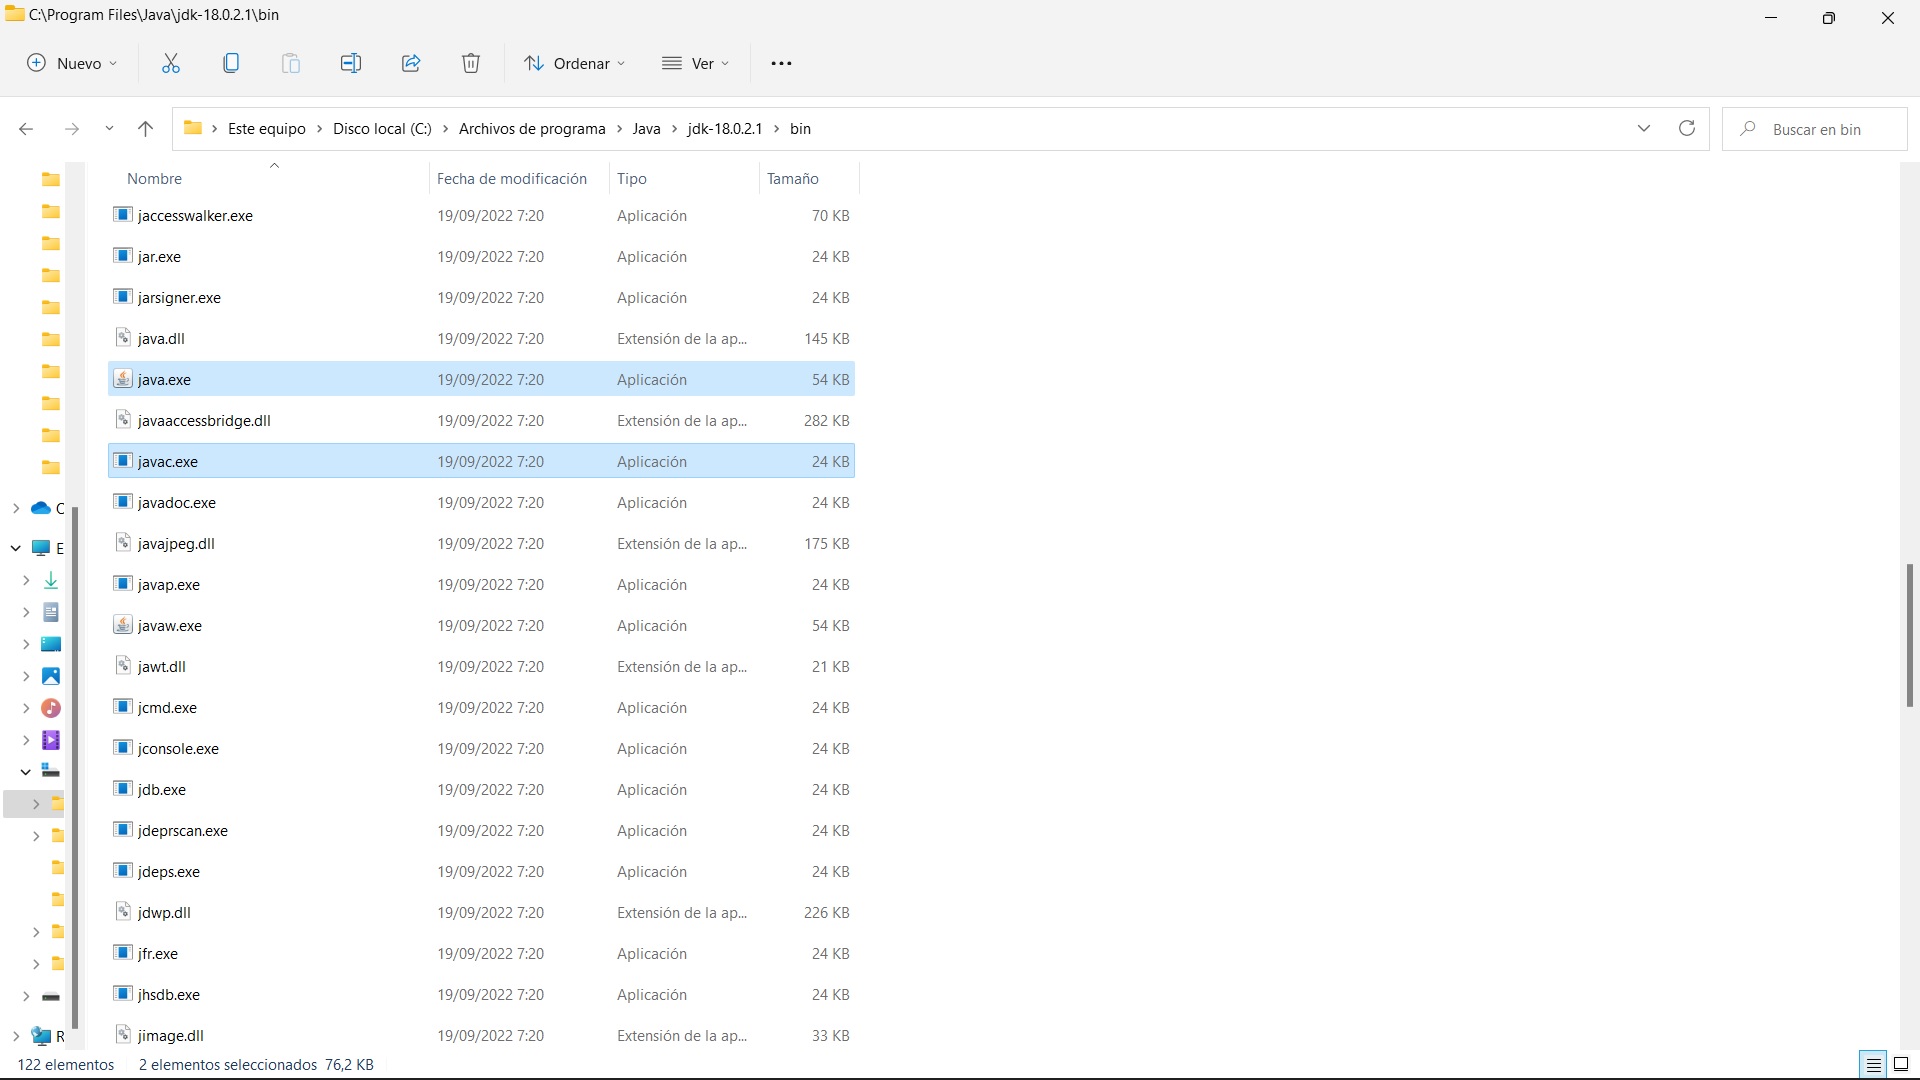 C:\Program Files\Java\jdk-18.0.2.1\bin
Nuevo Ordenar Ver
Este equipo > Disco local (C:) > Archivos de programa > Java > jdk-18.0.2.1 > bin
Buscar en bin
Nombre Fecha de modificación Tipo Tamaño
jaccesswalker.exe 19/09/2022 7:20 Aplicación 70 KB
jar.exe 19/09/2022 7:20 Aplicación 24 KB
jarsigner.exe 19/09/2022 7:20 Aplicación 24 KB
java.dll 19/09/2022 7:20 Extensión de la ap... 145 KB
java.exe 19/09/2022 7:20 Aplicación 54 KB
javaaccessbridge.dll 19/09/2022 7:20 Extensión de la ap... 282 KB
javac.exe 19/09/2022 7:20 Aplicación 24 KB
javadoc.exe 19/09/2022 7:20 Aplicación 24 KB
javajpeg.dll 19/09/2022 7:20 Extensión de la ap... 175 KB
javap.exe 19/09/2022 7:20 Aplicación 24 KB
javaw.exe 19/09/2022 7:20 Aplicación 54 KB
jawt.dll 19/09/2022 7:20 Extensión de la ap... 21 KB
jcmd.exe 19/09/2022 7:20 Aplicación 24 KB
jconsole.exe 19/09/2022 7:20 Aplicación 24 KB
jdb.exe 19/09/2022 7:20 Aplicación 24 KB
jdeprscan.exe 19/09/2022 7:20 Aplicación 24 KB
jdeps.exe 19/09/2022 7:20 Aplicación 24 KB
jdwp.dll 19/09/2022 7:20 Extensión de la ap... 226 KB
jfr.exe 19/09/2022 7:20 Aplicación 24 KB
jhsdb.exe 19/09/2022 7:20 Aplicación 24 KB
jimage.dll 19/09/2022 7:20 Extensión de la ap... 33 KB
122 elementos 2 elementos seleccionados 76,2 KB